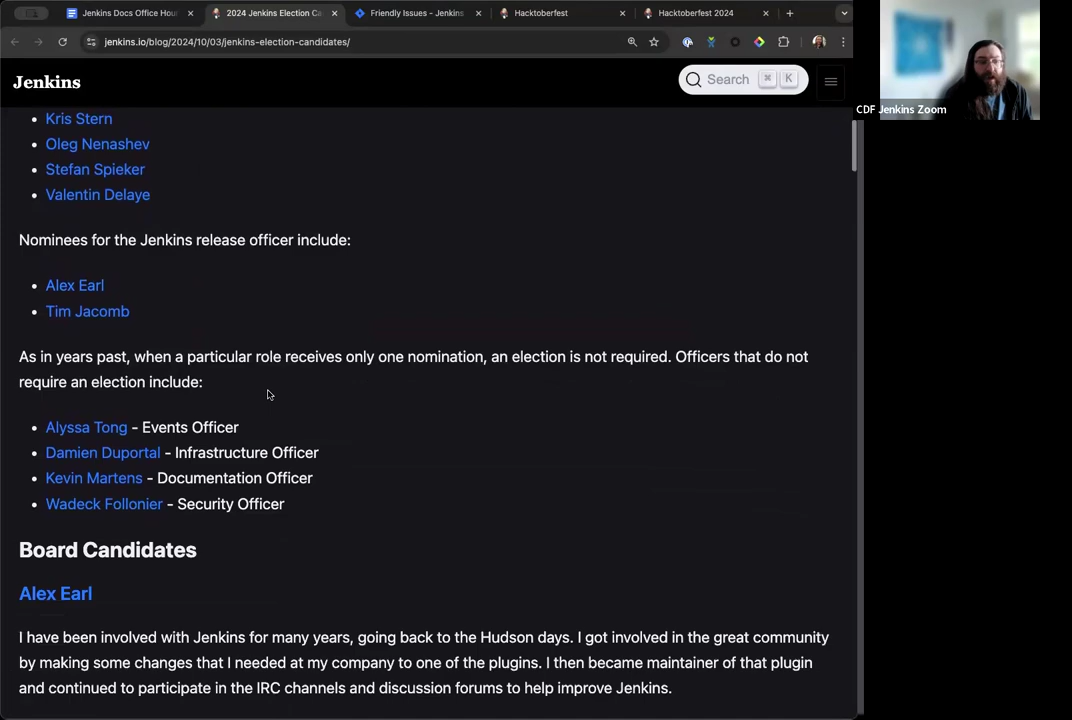 Jenkins Docs Office Hou
2024 Jenkins Election Ca
Friendly Issues - Jenkins
Hacktoberfest
Hacktoberfest 2024
jenkins.io/blog/2024/10/03/jenkins-election-candidates/
Jenkins
Search ⌘ K
CDF Jenkins Zoom
• Kris Stern
• Oleg Nenashev
• Stefan Spieker
• Valentin Delaye
Nominees for the Jenkins release officer include:
• Alex Earl
• Tim Jacomb
As in years past, when a particular role receives only one nomination, an election is not required. Officers that do not
require an election include:
• Alyssa Tong - Events Officer
• Damien Duportal - Infrastructure Officer
• Kevin Martens - Documentation Officer
• Wadeck Follonier - Security Officer
Board Candidates
Alex Earl
I have been involved with Jenkins for many years, going back to the Hudson days. I got involved in the great community
by making some changes that I needed at my company to one of the plugins. I then became maintainer of that plugin
and continued to participate in the IRC channels and discussion forums to help improve Jenkins.